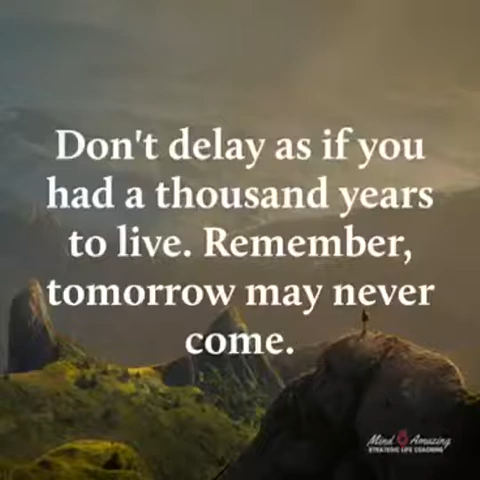 Don't delay as if you
had a thousand years
to live. Remember,
tomorrow may never
come.
Mind Amazing
STRATEGIC LIFE COACHING